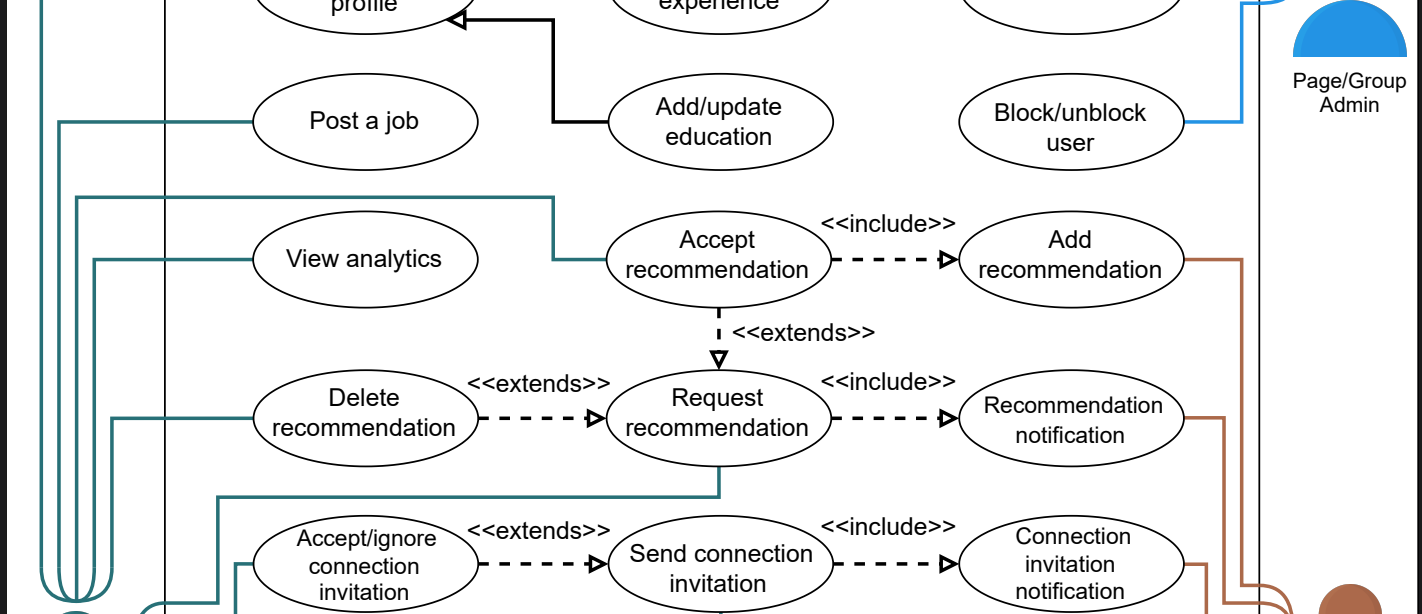 profile
experience
Page/Group
Admin
Post a job
Add/update
education
Block/unblock
user
View analytics
Accept
recommendation
<<include>>
Add
recommendation
<<extends>>
Delete
recommendation
<<extends>>
Request
recommendation
<<include>>
Recommendation
notification
Accept/ignore
connection
invitation
<<extends>>
Send connection
invitation
<<include>>
Connection
invitation
notification